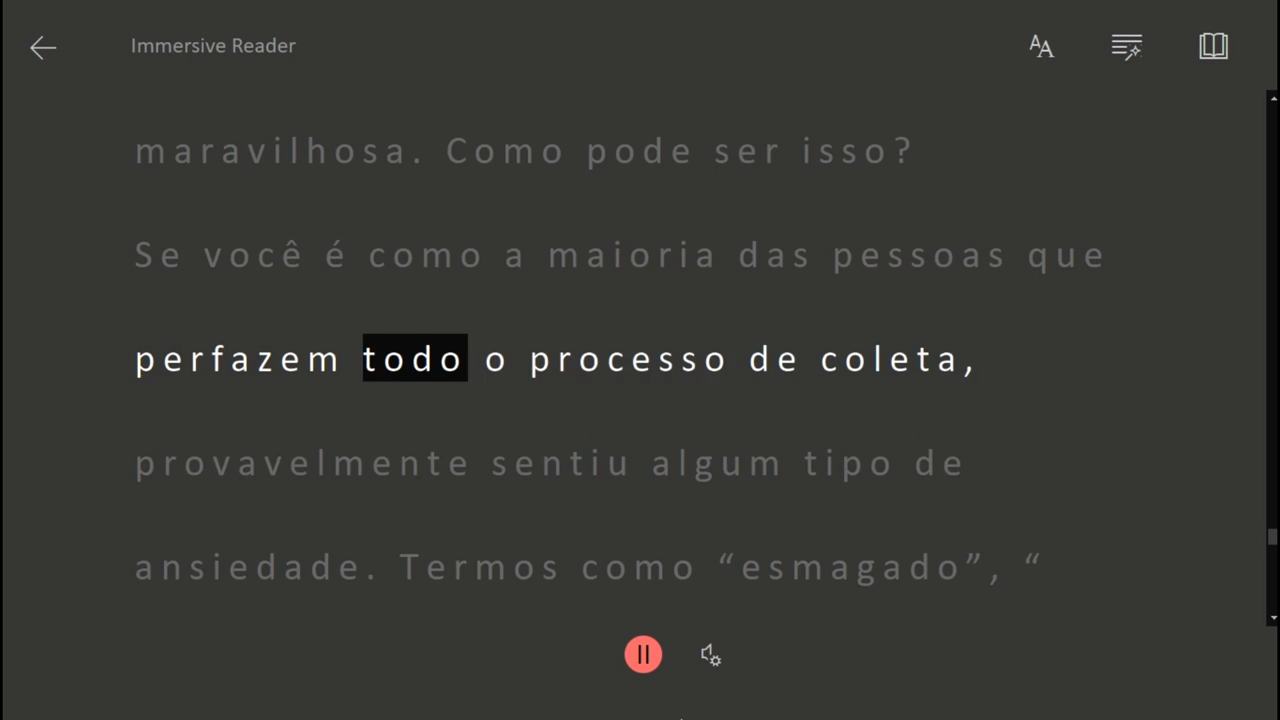 Immersive Reader
maravilhosa. Como pode ser isso?
Se você é como a maioria das pessoas que
perfazem todo o processo de coleta,
provavelmente sentiu algum tipo de
ansiedade. Termos como “esmagado”, “